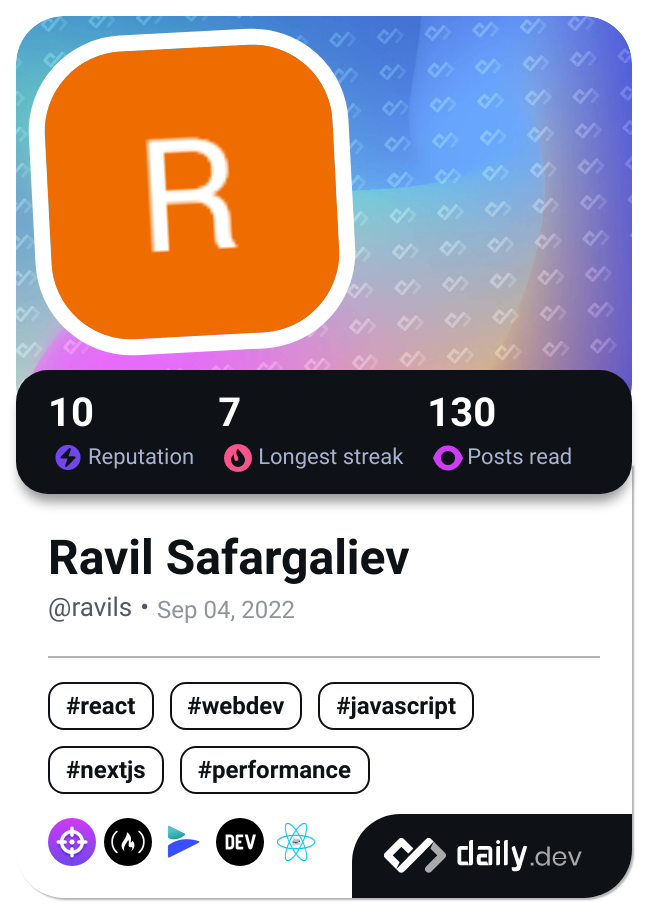 R
10 7 130
Reputation Longest streak Posts read
Ravil Safargaliev
@ravils • Sep 04, 2022
#react #webdev #javascript
#nextjs #performance
DEV
daily.dev